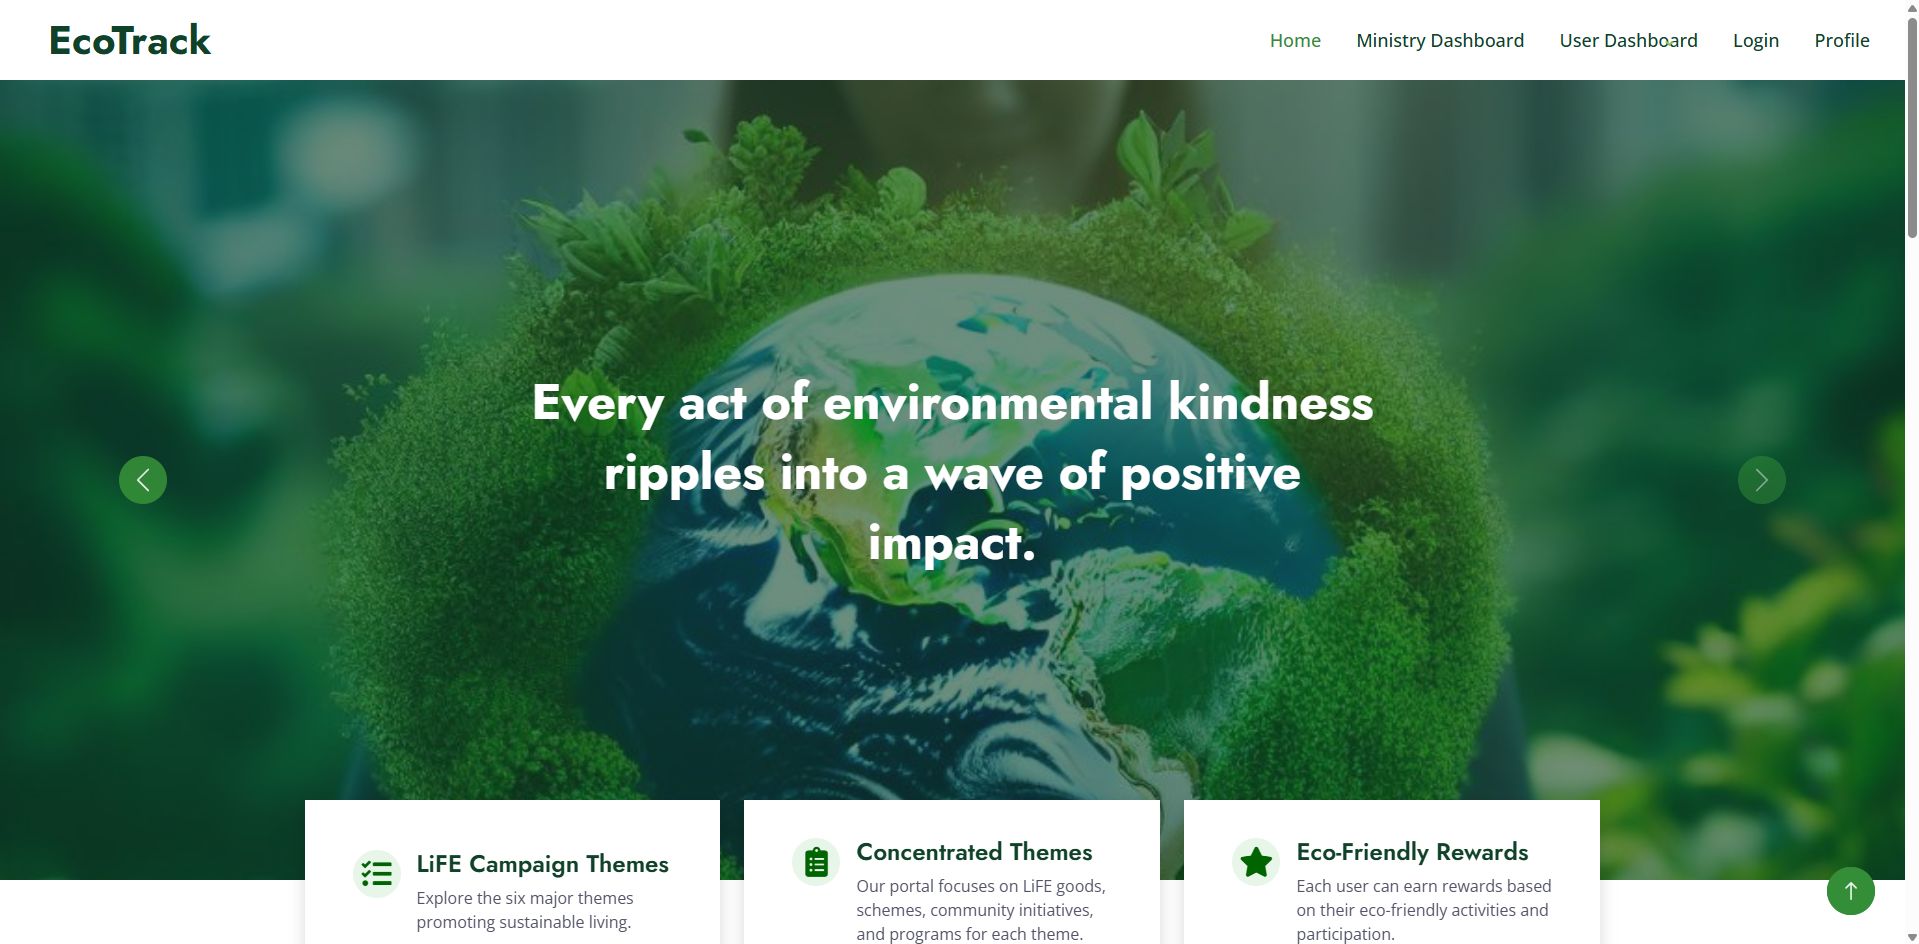 EcoTrack
Home Ministry Dashboard User Dashboard Login Profile
Every act of environmental kindness
ripples into a wave of positive
impact.
LiFE Campaign Themes
Explore the six major themes
promoting sustainable living.
Concentrated Themes
Our portal focuses on LiFE goods,
schemes, community initiatives,
and programs for each theme.
Eco-Friendly Rewards
Each user can earn rewards based
on their eco-friendly activities and
participation.